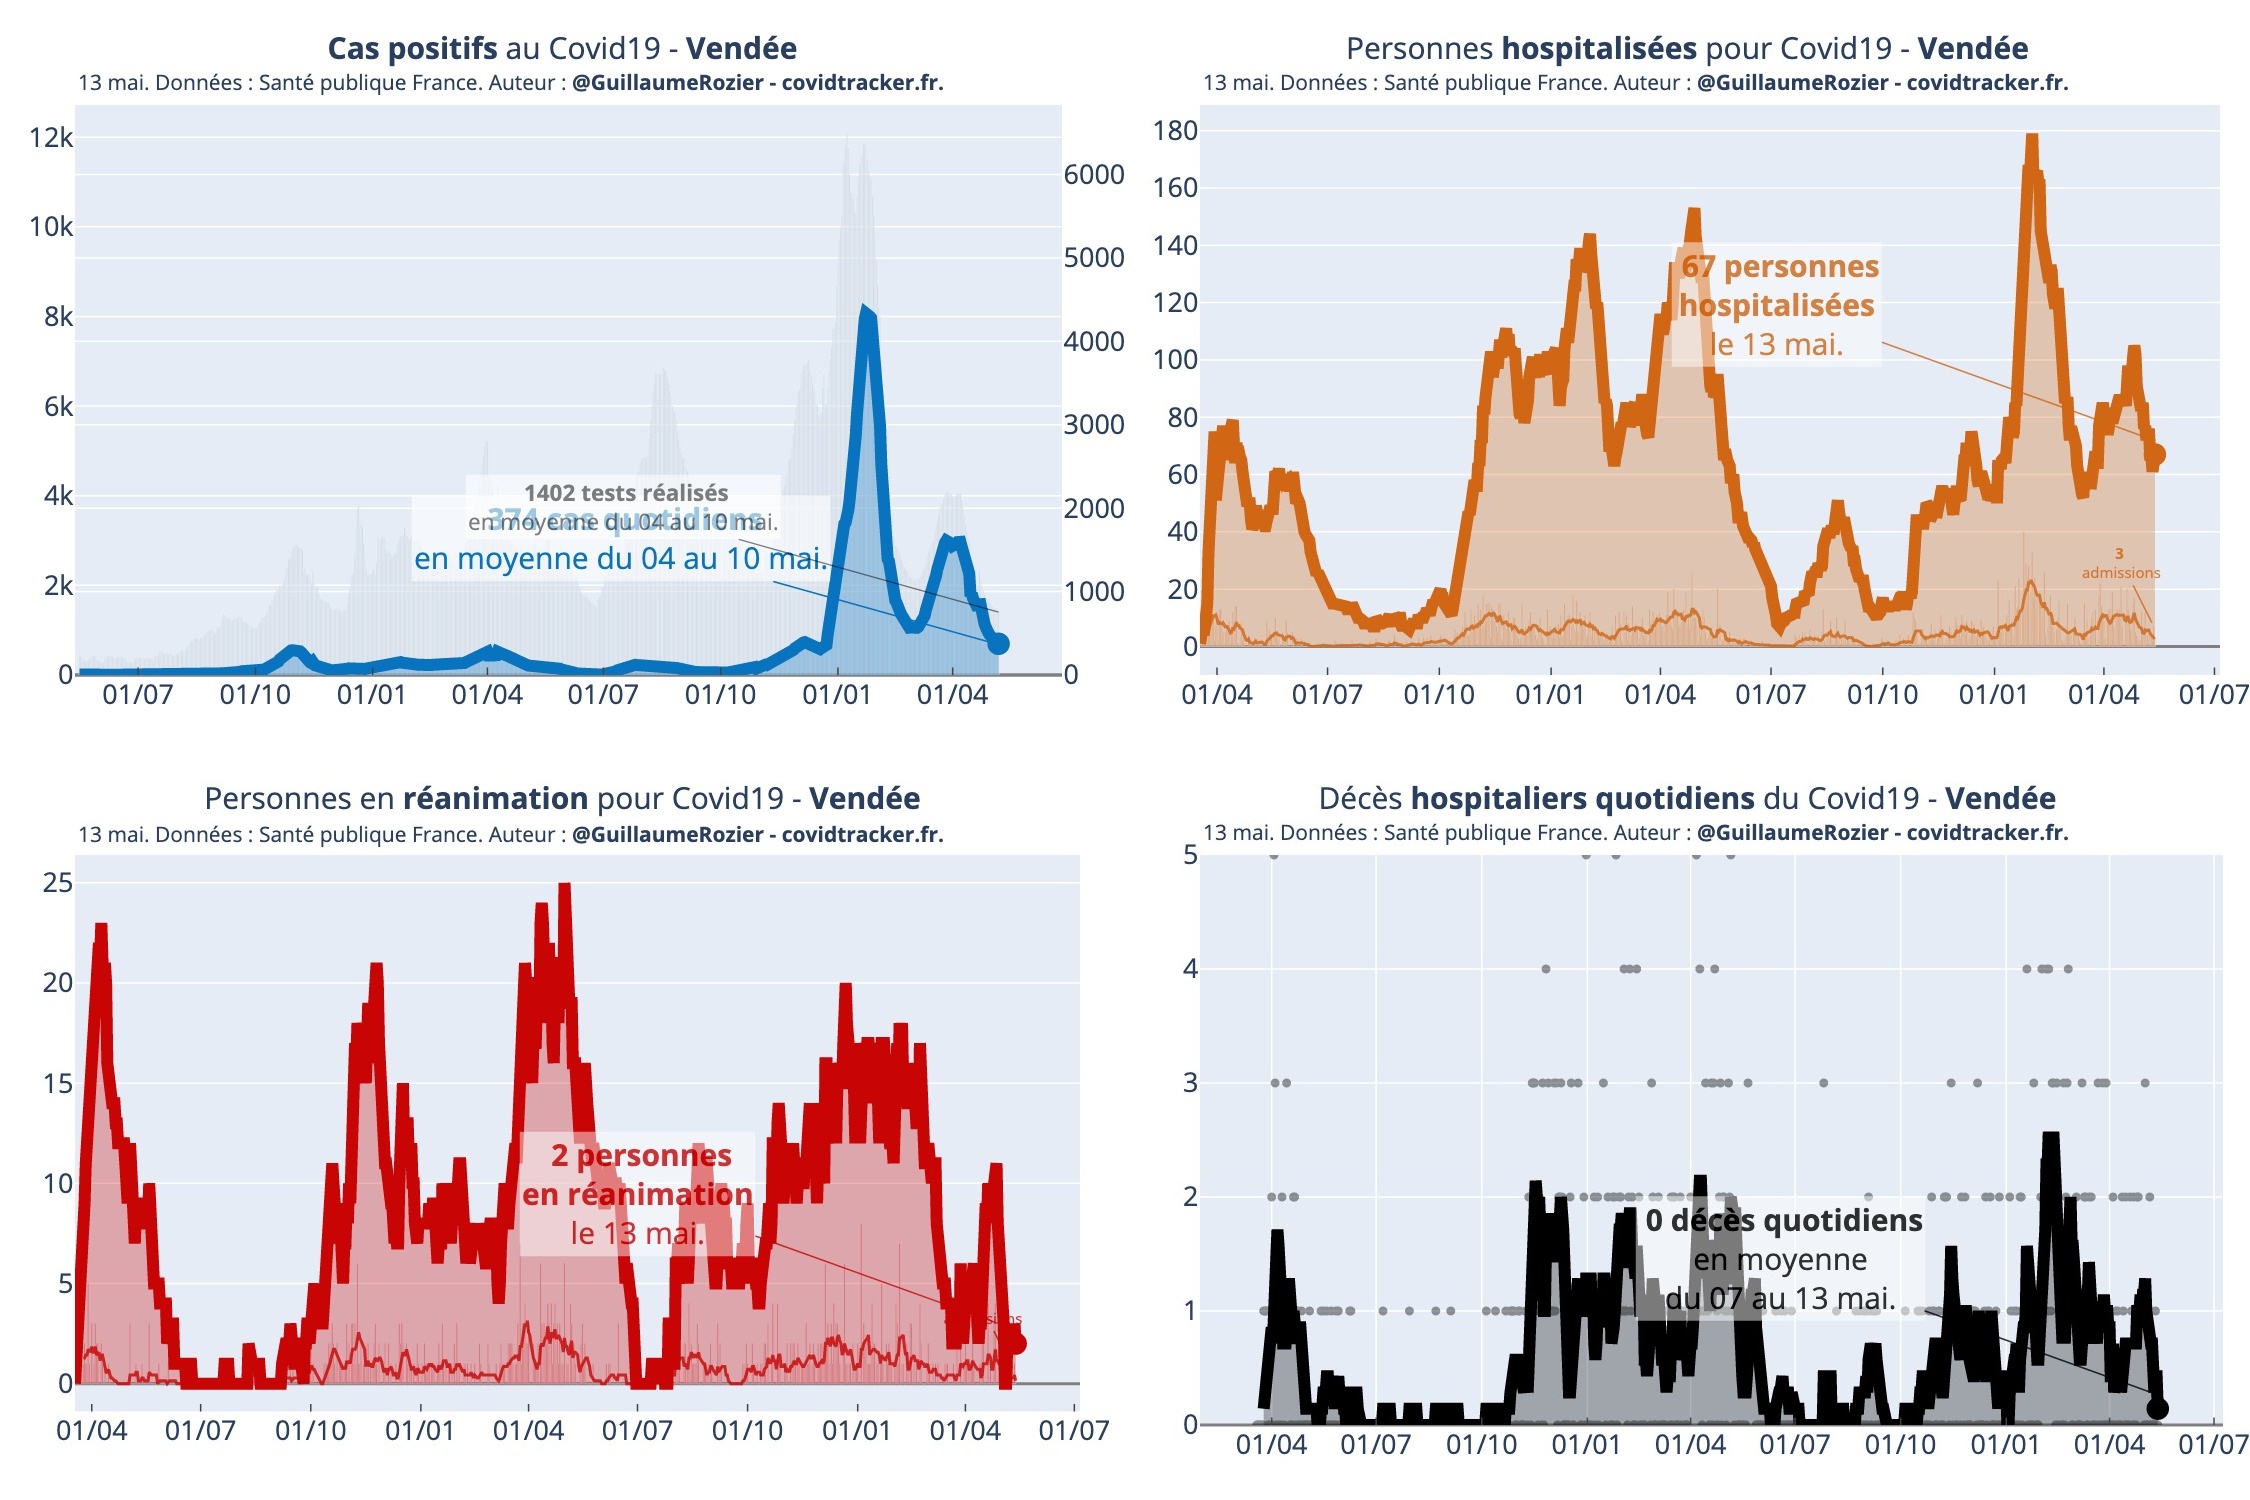 Cas positifs au Covid19 - Vendée
13 mai. Données : Santé publique France. Auteur : @GuillaumeRozier - covidtracker.fr.
12k
10k
8k
6k
4k
2k
0
6000
5000
4000
3000
2000
1000
0
1402 tests réalisés
en moyenne du 04 au 10 mai.
374 cas quotidiens
en moyenne du 04 au 10 mai.
01/07 01/10 01/01 01/04 01/07 01/10 01/01 01/04
Personnes hospitalisées pour Covid19 - Vendée
13 mai. Données : Santé publique France. Auteur : @GuillaumeRozier - covidtracker.fr.
180
160
140
120
100
80
60
40
20
0
67 personnes
hospitalisées
le 13 mai.
3
admissions
01/04 01/07 01/10 01/01 01/04 01/07 01/10 01/01 01/04 01/07
Personnes en réanimation pour Covid19 - Vendée
13 mai. Données : Santé publique France. Auteur : @GuillaumeRozier - covidtracker.fr.
25
20
15
10
5
0
2 personnes
en réanimation
le 13 mai.
01/04 01/07 01/10 01/01 01/04 01/07 01/10 01/01 01/04 01/07
Décès hospitaliers quotidiens du Covid19 - Vendée
13 mai. Données : Santé publique France. Auteur : @GuillaumeRozier - covidtracker.fr.
5
4
3
2
1
0
0 décès quotidiens
en moyenne
du 07 au 13 mai.
01/04 01/07 01/10 01/01 01/04 01/07 01/10 01/01 01/04 01/07